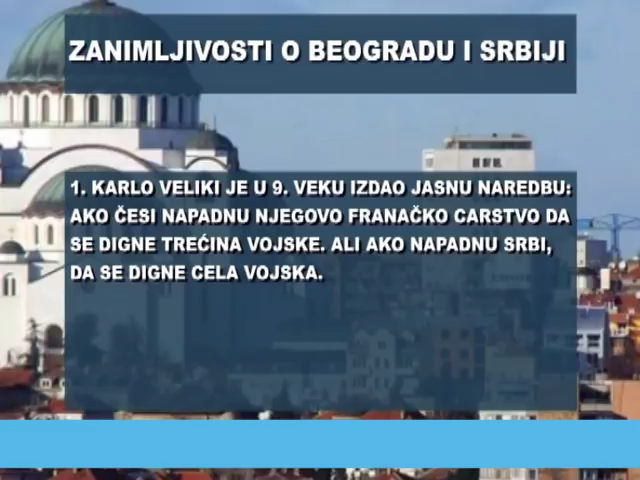 ZANIMLJIVOSTI O BEOGRADU I SRBIJI
1. KARLO VELIKI JE U 9. VEKU IZDAO JASNU NAREDBU:
AKO ČESI NAPADNU NJEGOVO FRANAČKO CARSTVO DA
SE DIGNE TREĆINA VOJSKE. ALI AKO NAPADNU SRBI,
DA SE DIGNE CELA VOJSKA.